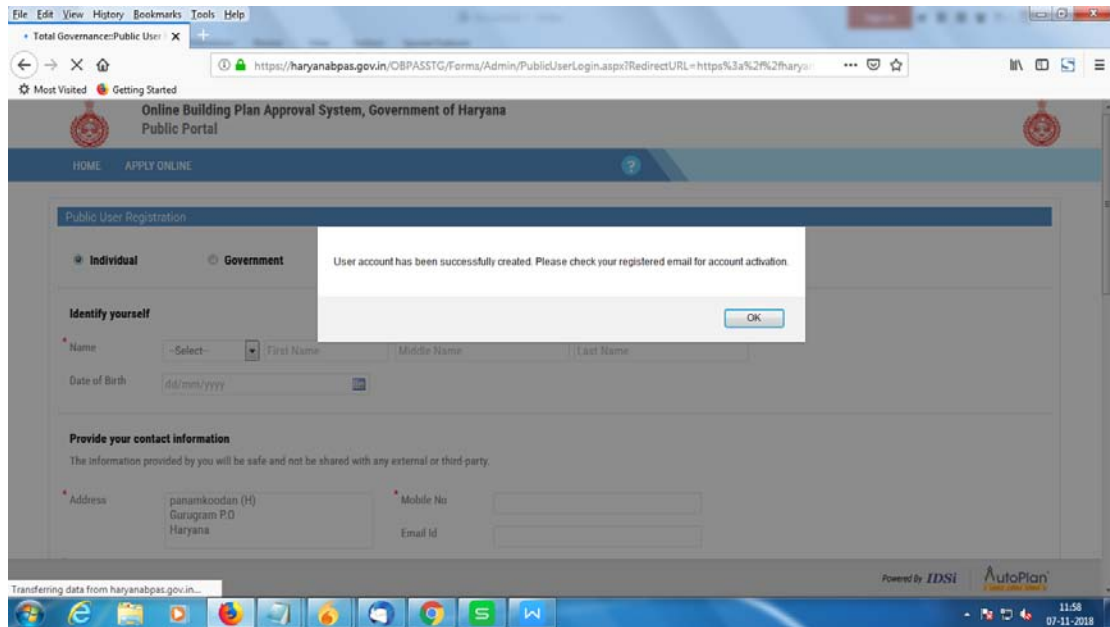 File Edit View History Bookmarks Tools Help
Total Governance::Public User
https://haryanabpas.gov.in/OBPASSTG/Forms/Admin/PublicUserLogin.aspx?RedirectURL=https%3a%2f%2fharyan
Most Visited Getting Started
Online Building Plan Approval System, Government of Haryana
Public Portal
HOME APPLY ONLINE ?
Public User Registration
Individual Government
User account has been successfully created. Please check your registered email for account activation.
OK
Identify yourself
* Name --Select-- First Name Middle Name Last Name
Date of Birth dd/mm/yyyy
Provide your contact information
The information provided by you will be safe and not be shared with any external or third-party.
* Address panamkoodan (H) * Mobile No
Gurugram P.O
Haryana Email Id
Powered By IDSi AutoPlan
Transferring data from haryanabpas.gov.in...
11:58
07-11-2018